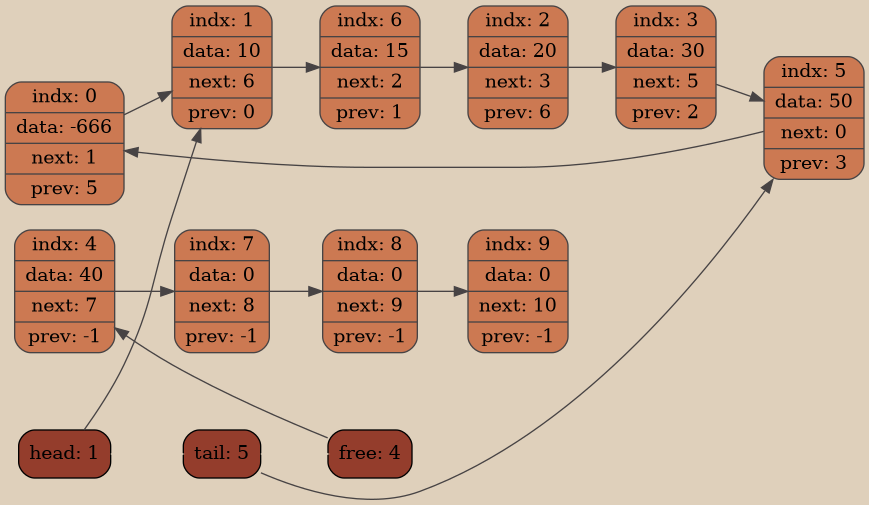 indx: 0
data: -666
next: 1
prev: 5
indx: 1
data: 10
next: 6
prev: 0
indx: 6
data: 15
next: 2
prev: 1
indx: 2
data: 20
next: 3
prev: 6
indx: 3
data: 30
next: 5
prev: 2
indx: 5
data: 50
next: 0
prev: 3
indx: 4
data: 40
next: 7
prev: -1
indx: 7
data: 0
next: 8
prev: -1
indx: 8
data: 0
next: 9
prev: -1
indx: 9
data: 0
next: 10
prev: -1
head: 1
tail: 5
free: 4